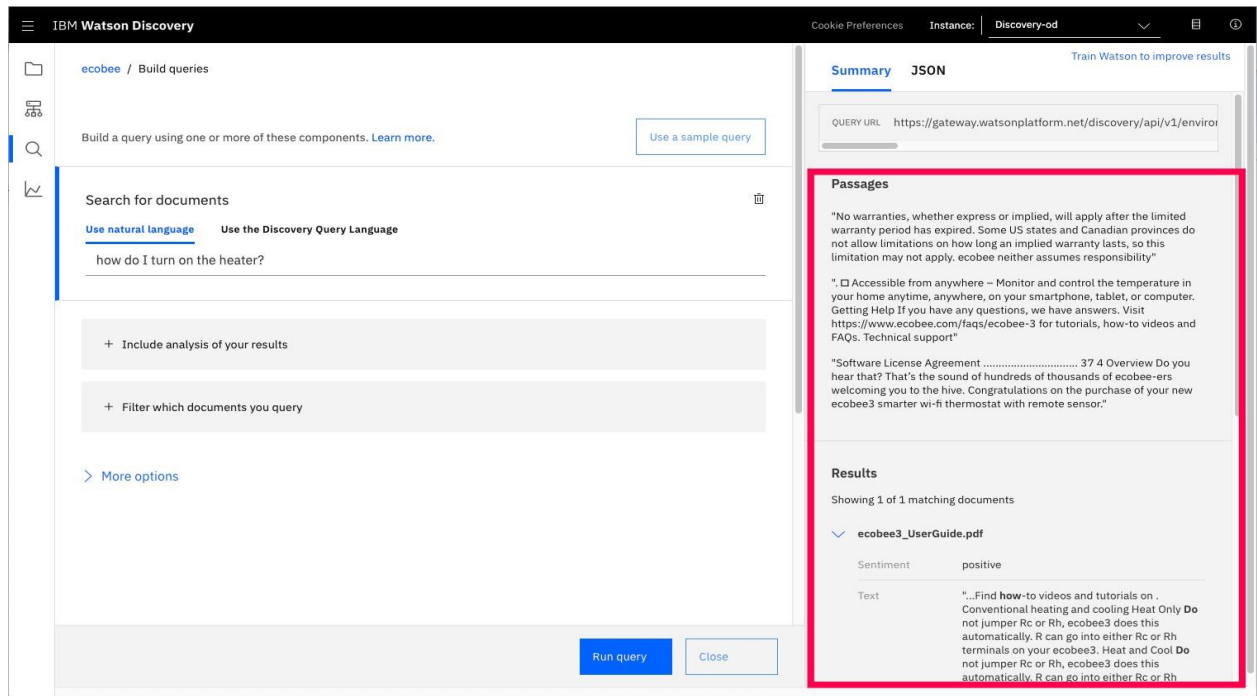 IBM Watson Discovery
Cookie Preferences
Instance:
Discovery-od
ecobee / Build queries
Build a query using one or more of these components. Learn more.
Use a sample query
Search for documents
Use natural language
Use the Discovery Query Language
how do I turn on the heater?
+ Include analysis of your results
+ Filter which documents you query
More options
Run query
Close
Train Watson to improve results
Summary
JSON
QUERY URL https://gateway.watsonplatform.net/discovery/api/v1/enviror
Passages
"No warranties, whether express or implied, will apply after the limited
warranty period has expired. Some US states and Canadian provinces do
not allow limitations on how long an implied warranty lasts, so this
limitation may not apply. ecobee neither assumes responsibility"
". ☐ Accessible from anywhere – Monitor and control the temperature in
your home anytime, anywhere, on your smartphone, tablet, or computer.
Getting Help If you have any questions, we have answers. Visit
https://www.ecobee.com/faqs/ecobee-3 for tutorials, how-to videos and
FAQs. Technical support"
"Software License Agreement ............................... 37 4 Overview Do you
hear that? That's the sound of hundreds of thousands of ecobee-ers
welcoming you to the hive. Congratulations on the purchase of your new
ecobee3 smarter wi-fi thermostat with remote sensor."
Results
Showing 1 of 1 matching documents
ecobee3_UserGuide.pdf
Sentiment
positive
Text
"...Find how-to videos and tutorials on .
Conventional heating and cooling Heat Only Do
not jumper Rc or Rh, ecobee3 does this
automatically. R can go into either Rc or Rh
terminals on your ecobee3. Heat and Cool Do
not jumper Rc or Rh, ecobee3 does this
automatically. R can go into either Rc or Rh